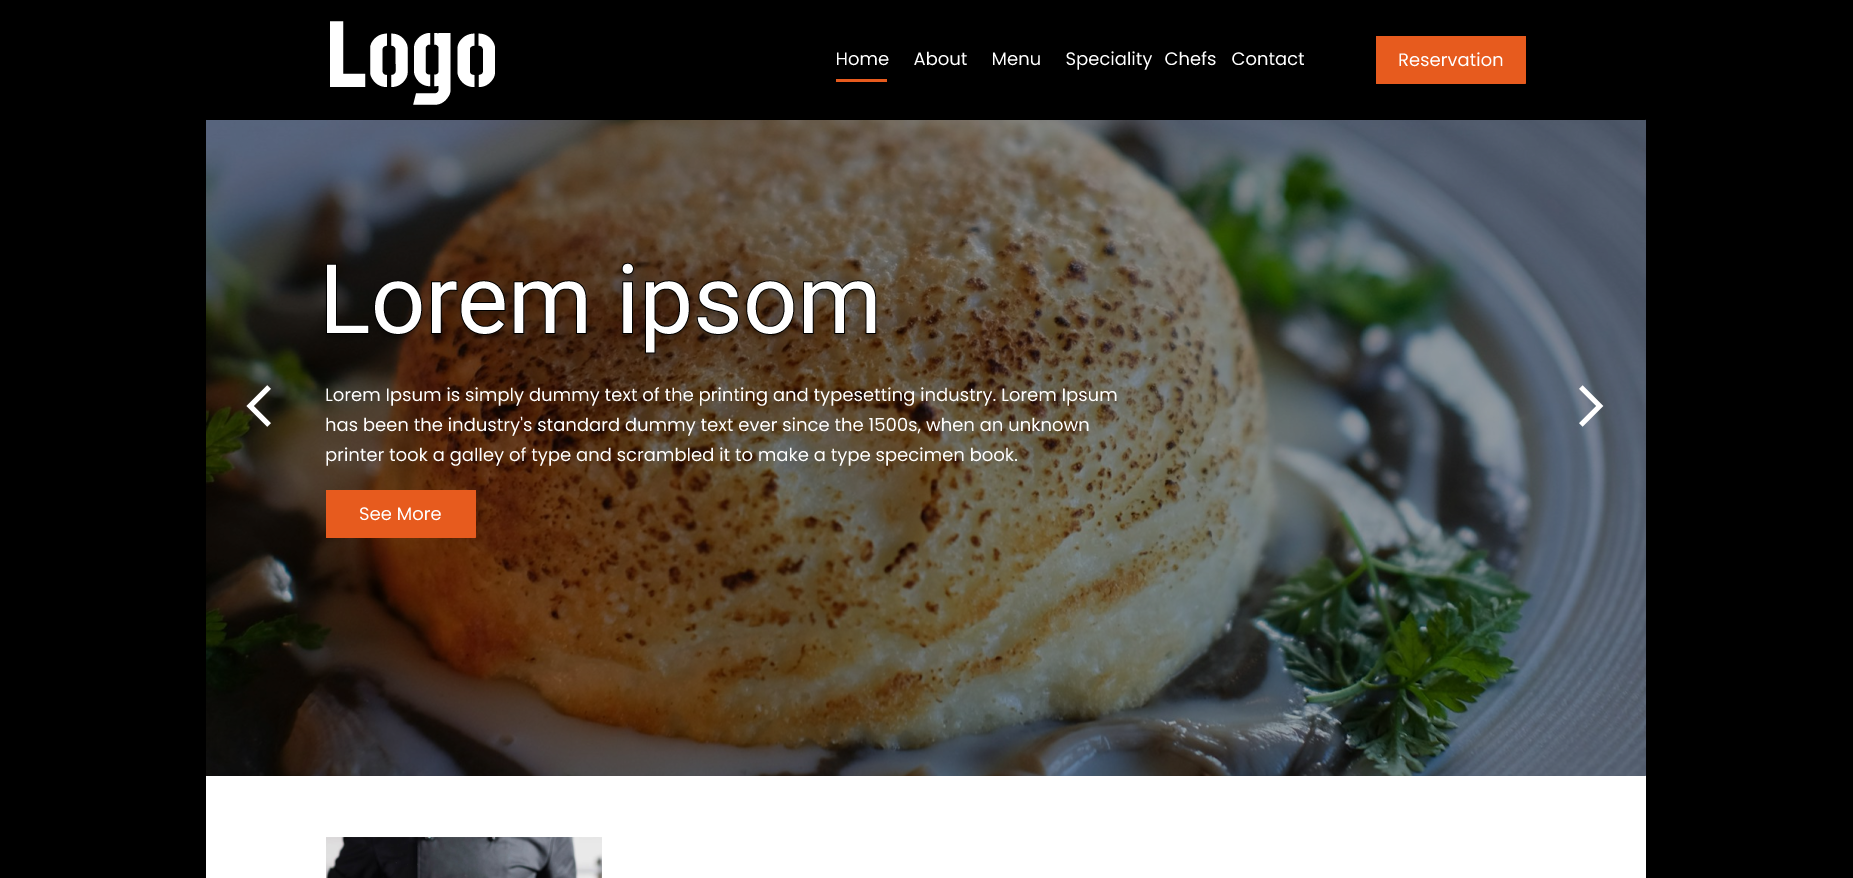 Logo
Home About Menu Speciality Chefs Contact Reservation
Lorem ipsom
Lorem Ipsum is simply dummy text of the printing and typesetting industry. Lorem Ipsum
has been the industry's standard dummy text ever since the 1500s, when an unknown
printer took a galley of type and scrambled it to make a type specimen book.
See More